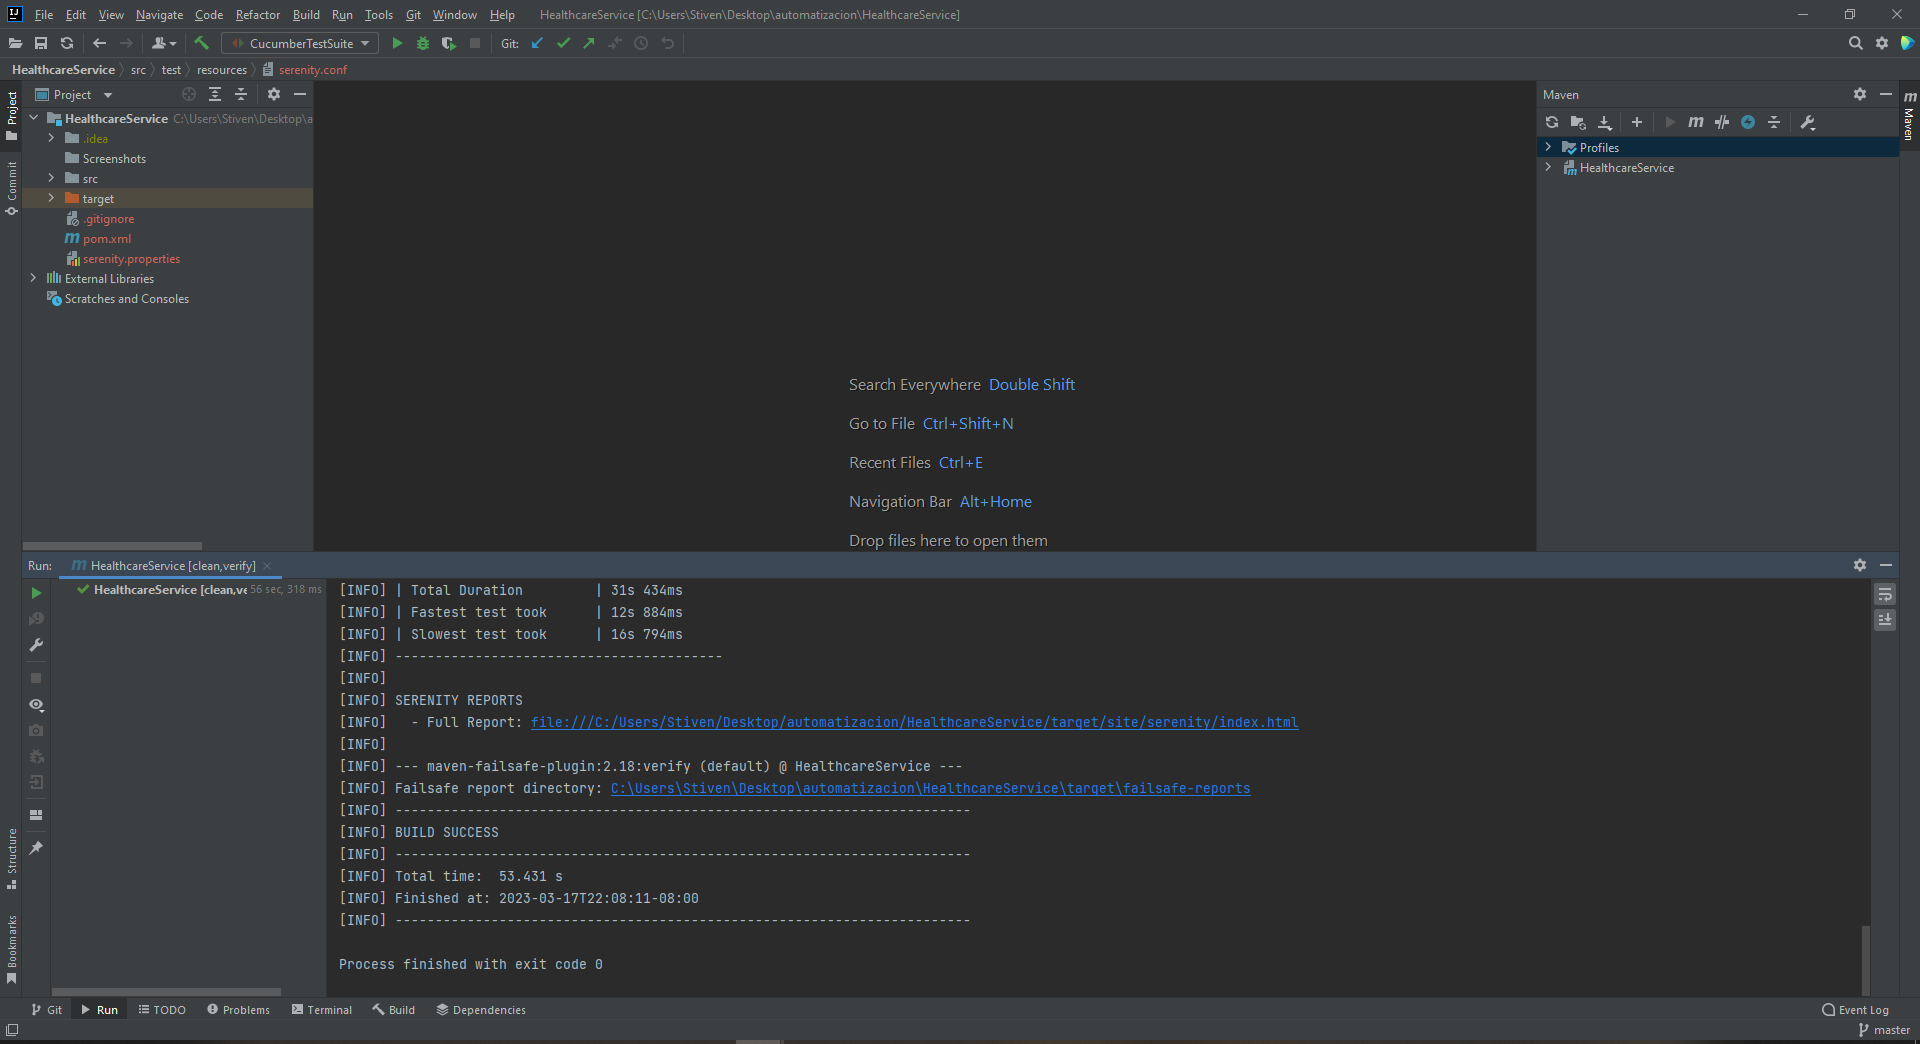 File Edit View Navigate Code Refactor Analyze Build Run Tools Git Window Help HealthcareService [C:\Users\Stiven\Desktop\automatizacion\HealthcareService]
CucumberTestSuite Git:
HealthcareService src test resources serenity.conf
Project
HealthcareService C:\Users\Stiven\Desktop\a
.idea
Screenshots
src
target
.gitignore
pom.xml
serenity.properties
External Libraries
Scratches and Consoles
Project
Commit
Structure
Bookmarks
Search Everywhere Double Shift
Go to File Ctrl+Shift+N
Recent Files Ctrl+E
Navigation Bar Alt+Home
Drop files here to open them
Maven
Profiles
HealthcareService
Maven
Run: HealthcareService [clean,verify]
HealthcareService [clean,ve 56 sec, 318 ms
[INFO] | Total Duration | 31s 434ms
[INFO] | Fastest test took | 12s 884ms
[INFO] | Slowest test took | 16s 794ms
[INFO] -----------------------------------------
[INFO]
[INFO] SERENITY REPORTS
[INFO] - Full Report: file:///C:/Users/Stiven/Desktop/automatizacion/HealthcareService/target/site/serenity/index.html
[INFO]
[INFO] --- maven-failsafe-plugin:2.18:verify (default) @ HealthcareService ---
[INFO] Failsafe report directory: C:\Users\Stiven\Desktop\automatizacion\HealthcareService\target\failsafe-reports
[INFO] ------------------------------------------------------------------------
[INFO] BUILD SUCCESS
[INFO] ------------------------------------------------------------------------
[INFO] Total time: 53.431 s
[INFO] Finished at: 2023-03-17T22:08:11-08:00
[INFO] ------------------------------------------------------------------------
Process finished with exit code 0
Git Run TODO Problems Terminal Build Dependencies Event Log
master